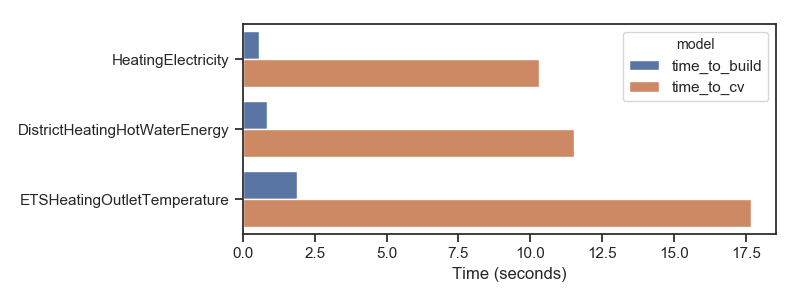 HeatingElectricity
DistrictHeatingHotWaterEnergy
ETSHeatingOutletTemperature
model
time_to_build
time_to_cv
0.0 2.5 5.0 7.5 10.0 12.5 15.0 17.5
Time (seconds)